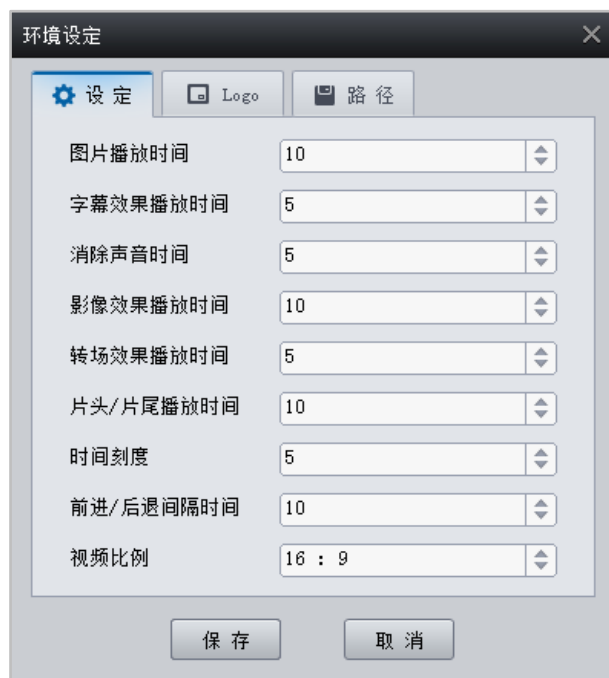 环境设定
设 定 Logo 路 径
图片播放时间 10
字幕效果播放时间 5
消除声音时间 5
影像效果播放时间 10
转场效果播放时间 5
片头/片尾播放时间 10
时间刻度 5
前进/后退间隔时间 10
视频比例 16 : 9
保 存 取 消